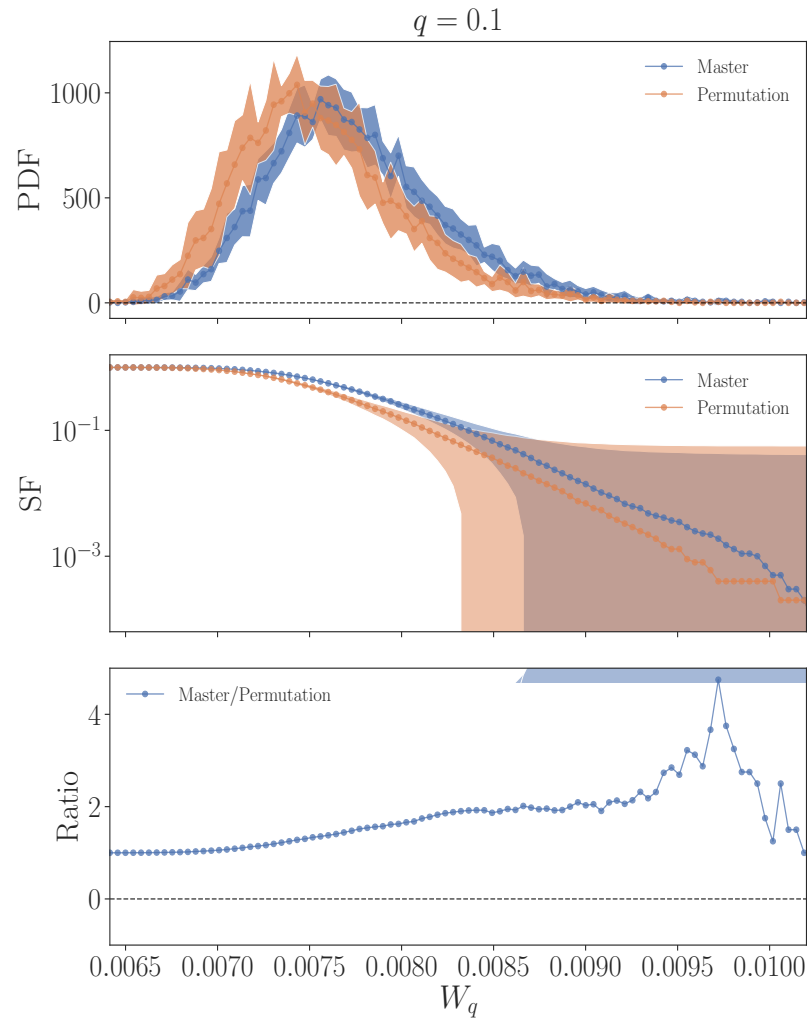 q = 0.1
PDF
1000
500
0
Master
Permutation
SF
10⁻¹
10⁻³
Master
Permutation
Ratio
4
2
0
Master/Permutation
0.0065 0.0070 0.0075 0.0080 0.0085 0.0090 0.0095 0.0100
W_q